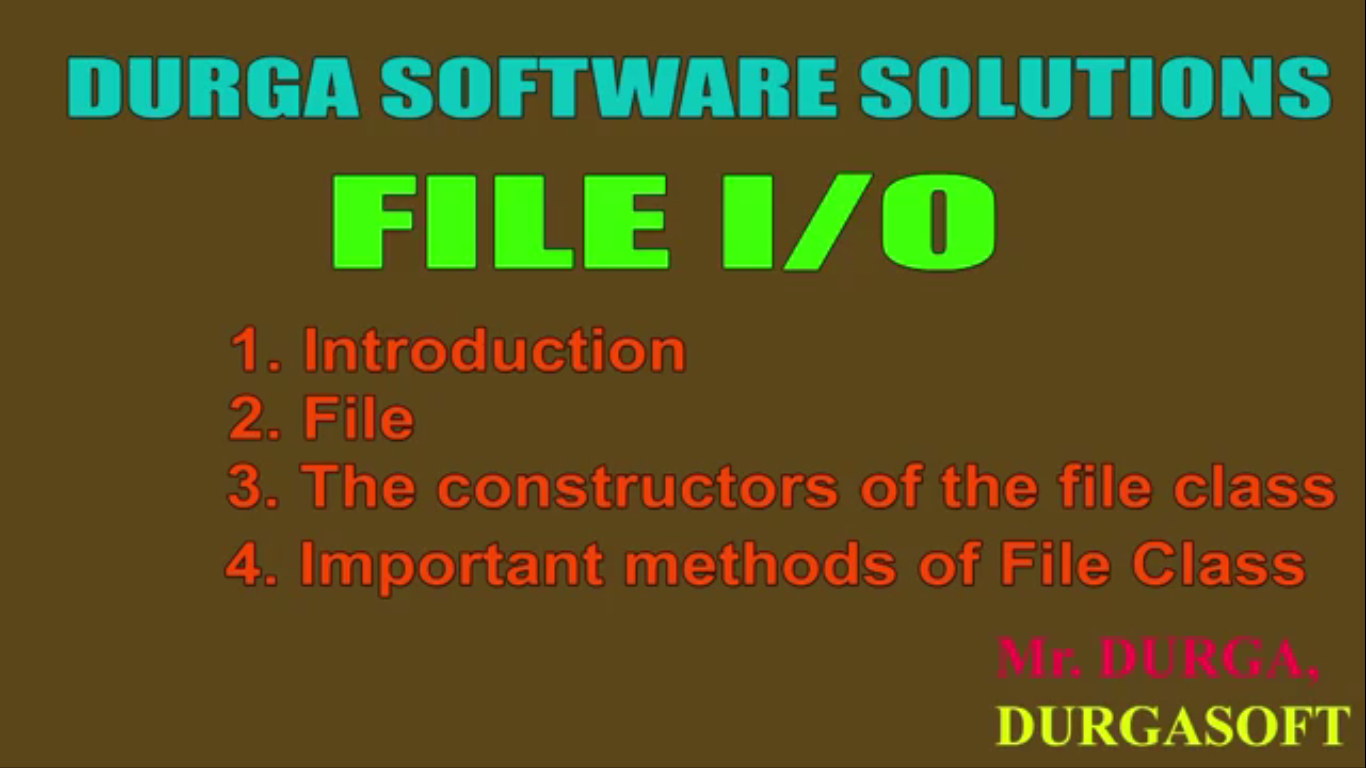 DURGA SOFTWARE SOLUTIONS
FILE I/O
1. Introduction
2. File
3. The constructors of the file class
4. Important methods of File Class
Mr. DURGA,
DURGASOFT